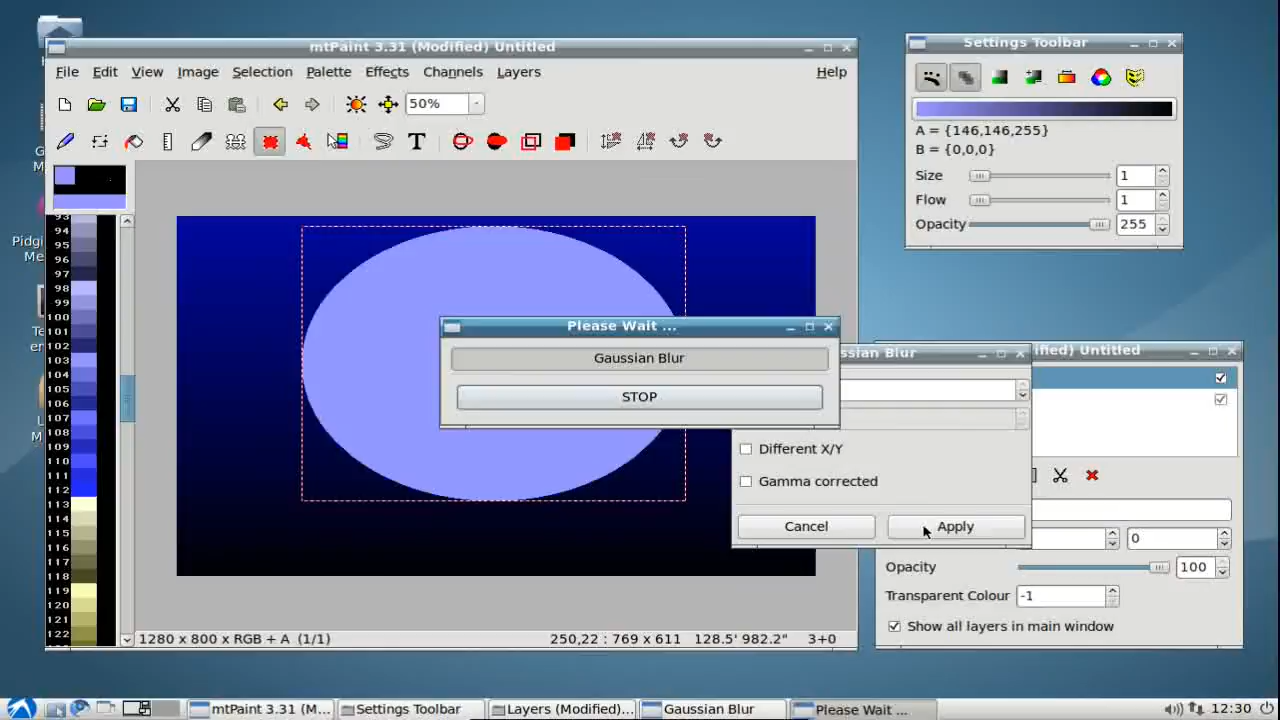 mtPaint 3.31 (Modified) Untitled
File Edit View Image Selection Palette Effects Channels Layers Help
50%
T
93
94
95
96
97
98
99
100
101
102
103
104
105
106
107
108
109
110
111
112
113
114
115
116
117
118
119
120
121
122
1280 x 800 x RGB + A (1/1)
250,22 : 769 x 611 128.5' 982.2"
3+0
Settings Toolbar
A = {146,146,255}
B = {0,0,0}
Size 1
Flow 1
Opacity 255
Please Wait ...
Gaussian Blur
STOP
ssian Blur
Different X/Y
Gamma corrected
Cancel Apply
ified) Untitled
0
Opacity 100
Transparent Colour -1
Show all layers in main window
Pidgi
Me
mtPaint 3.31 (M... Settings Toolbar Layers (Modified)... Gaussian Blur Please Wait ... 12:30